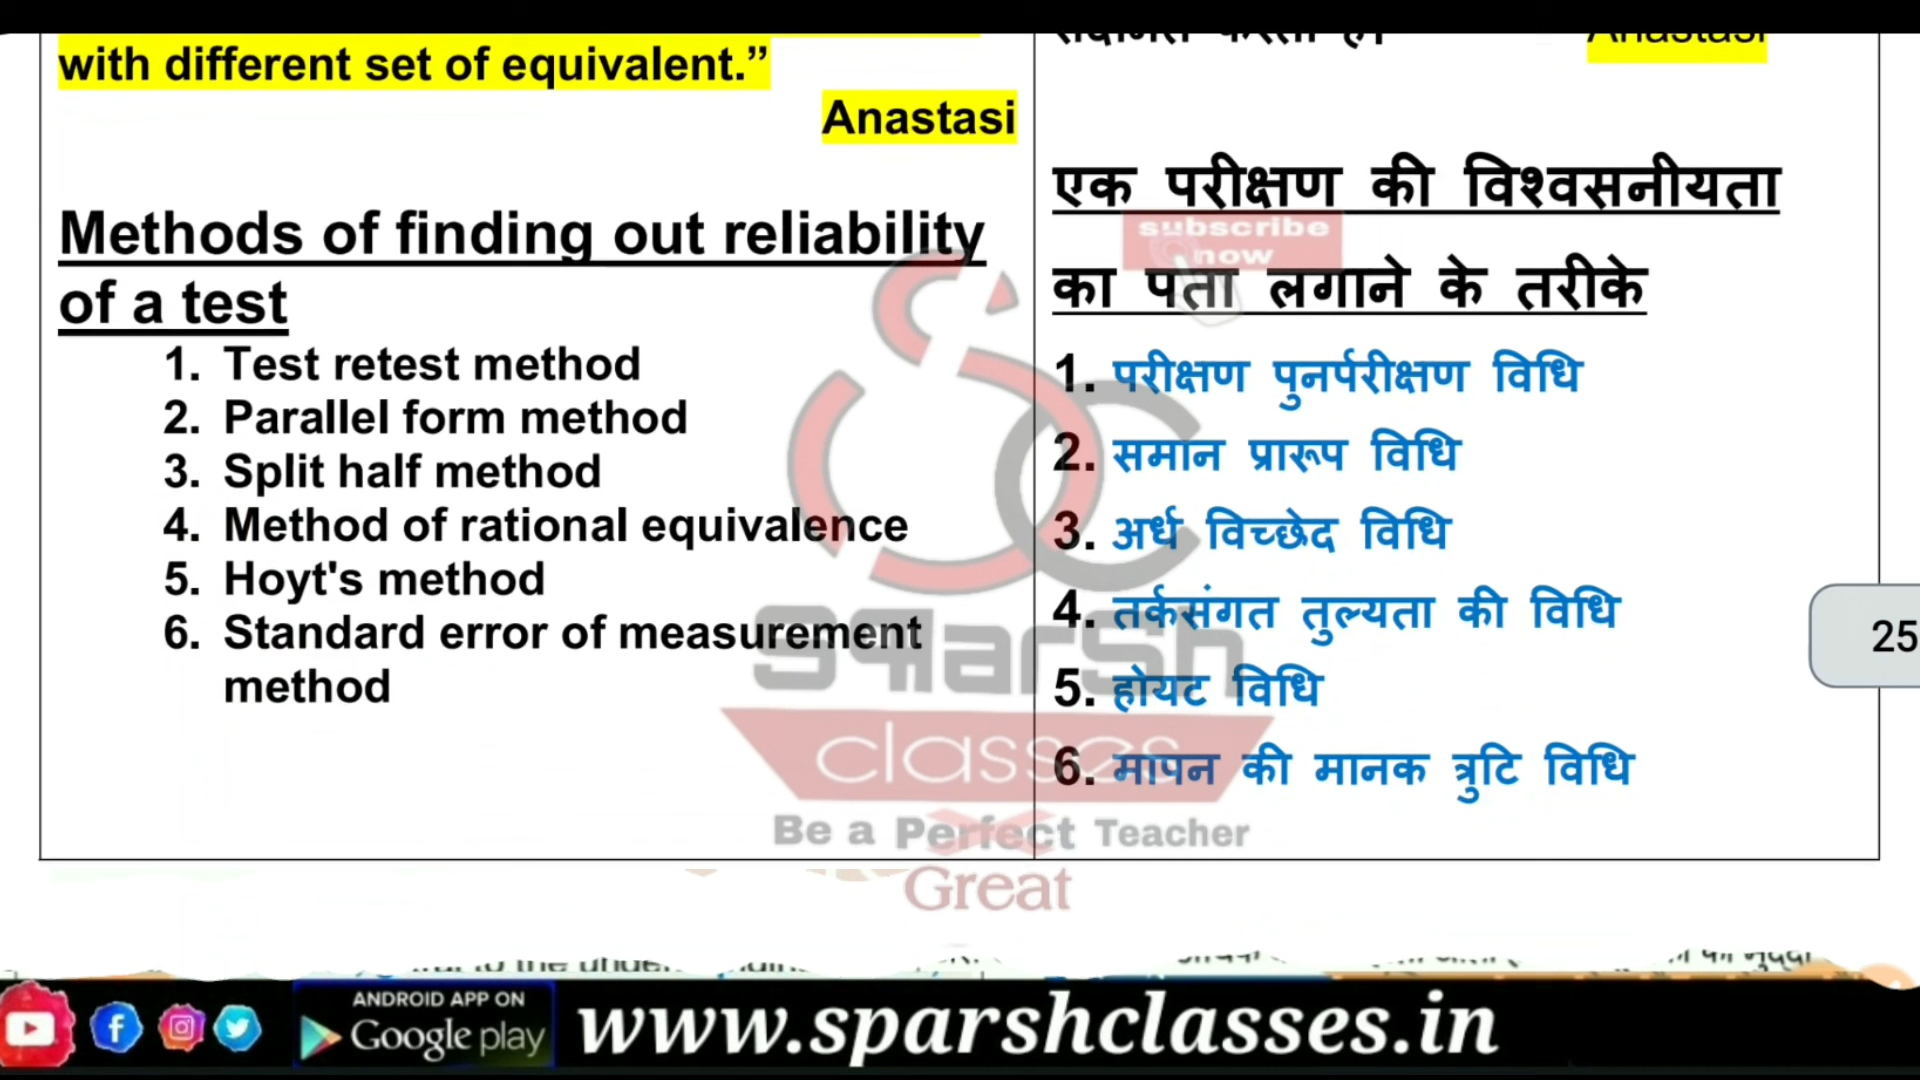 with different set of equivalent.”
Anastasi
Methods of finding out reliability
of a test
1. Test retest method
2. Parallel form method
3. Split half method
4. Method of rational equivalence
5. Hoyt's method
6. Standard error of measurement
method
Anastasi
एक परीक्षण की विश्वसनीयता
का पता लगाने के तरीके
1. परीक्षण पुनर्परीक्षण विधि
2. समान प्रारूप विधि
3. अर्ध विच्छेद विधि
4. तर्कसंगत तुल्यता की विधि
5. होयट विधि
6. मापन की मानक त्रुटि विधि
subscribe
now
sparsh
classes
Be a Perfect Teacher
Great
25
ANDROID APP ON
Google play
www.sparshclasses.in